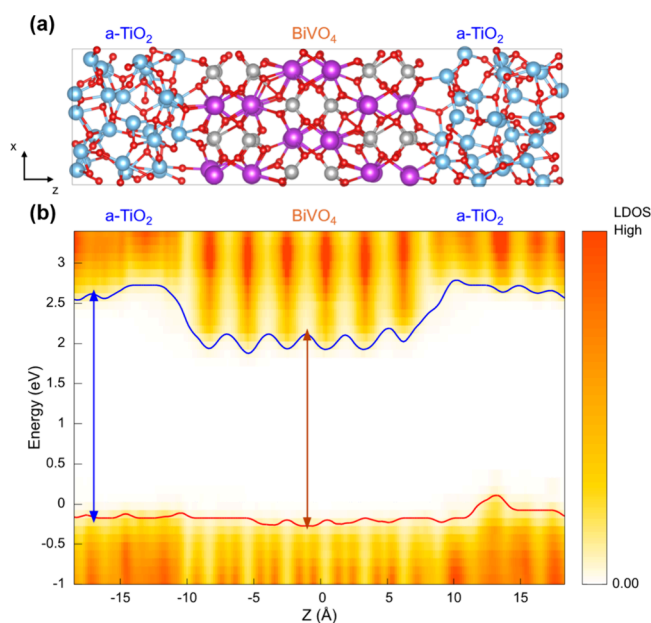 (a)
a-TiO₂ BiVO₄ a-TiO₂
x
z
(b) a-TiO₂ BiVO₄ a-TiO₂
LDOS
High
3
2.5
2
1.5
1
0.5
0
-0.5
-1
Energy (eV)
0.00
-15 -10 -5 0 5 10 15
Z (Å)